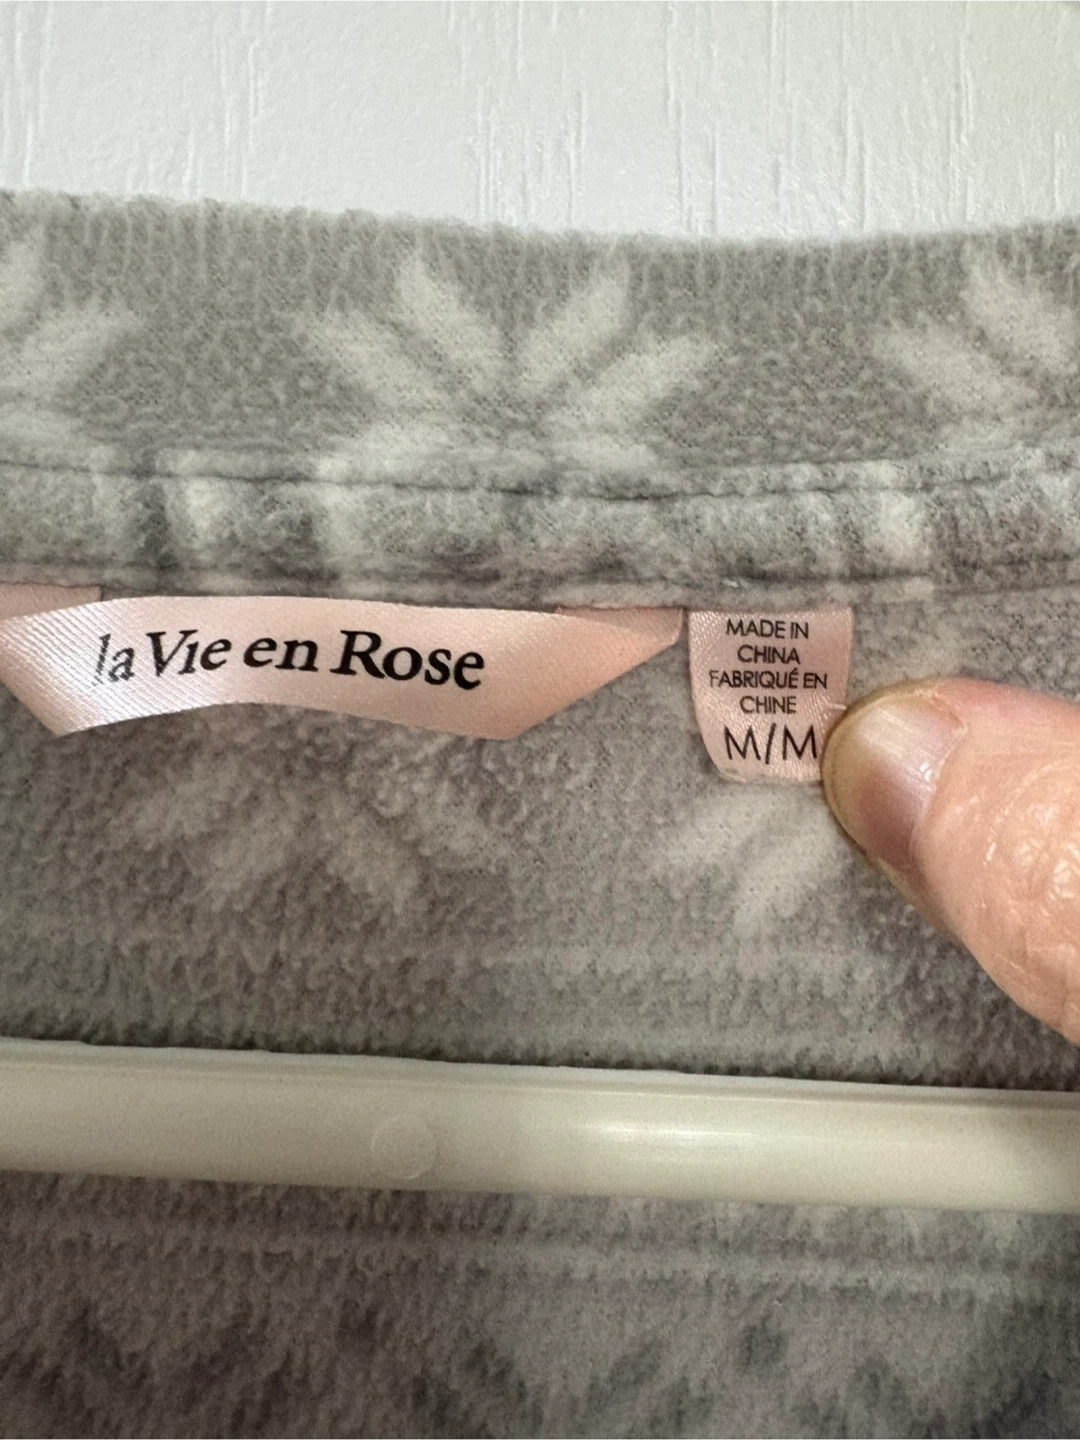 la Vie en Rose
MADE IN
CHINA
FABRIQUÉ EN
CHINE
M/M